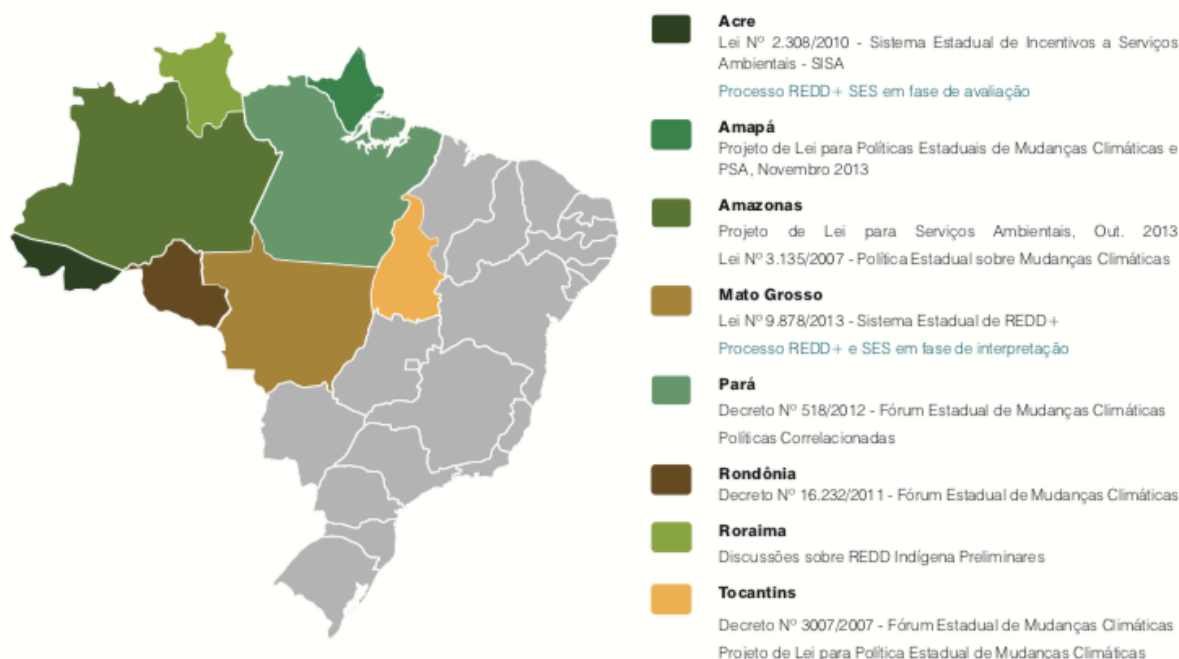 Acre
Lei Nº 2.308/2010 - Sistema Estadual de Incentivos a Serviços
Ambientais - SISA
Processo REDD+ SES em fase de avaliação
Amapá
Projeto de Lei para Políticas Estaduais de Mudanças Climáticas e
PSA, Novembro 2013
Amazonas
Projeto de Lei para Serviços Ambientais, Out. 2013
Lei Nº 3.135/2007 - Política Estadual sobre Mudanças Climáticas
Mato Grosso
Lei Nº 9.878/2013 - Sistema Estadual de REDD+
Processo REDD+ e SES em fase de interpretação
Pará
Decreto Nº 518/2012 - Fórum Estadual de Mudanças Climáticas
Políticas Correlacionadas
Rondônia
Decreto Nº 16.232/2011 - Fórum Estadual de Mudanças Climáticas
Roraima
Discussões sobre REDD Indígena Preliminares
Tocantins
Decreto Nº 3007/2007 - Fórum Estadual de Mudanças Climáticas
Projeto de Lei para Política Estadual de Mudanças Climáticas